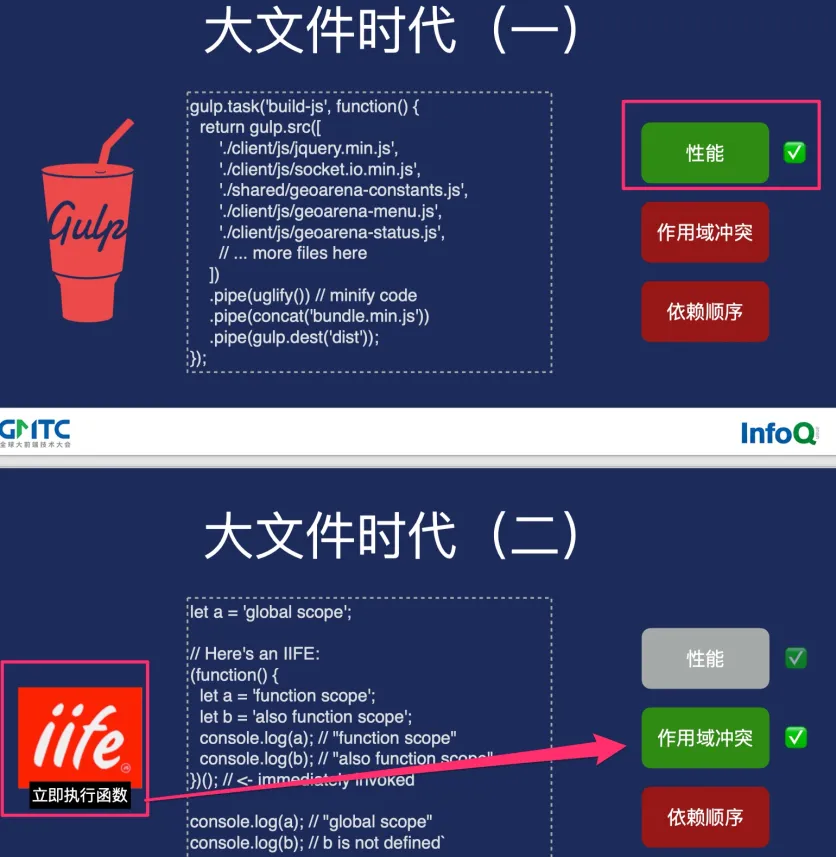 大文件时代（一）
Gulp
gulp.task('build-js', function() {
return gulp.src([
'./client/js/jquery.min.js',
'./client/js/socket.io.min.js',
'./shared/geoarena-constants.js',
'./client/js/geoarena-menu.js',
'./client/js/geoarena-status.js',
// ... more files here
])
.pipe(uglify()) // minify code
.pipe(concat('bundle.min.js'))
.pipe(gulp.dest('dist'));
});
性能
作用域冲突
依赖顺序
GMTC
全球大前端技术大会
InfoQ
大文件时代（二）
iife
立即执行函数
let a = 'global scope';
// Here's an IIFE:
(function() {
let a = 'function scope';
let b = 'also function scope';
console.log(a); // "function scope"
console.log(b); // "also function scope"
})(); // <- immediately invoked
console.log(a); // "global scope"
console.log(b); // b is not defined`
性能
作用域冲突
依赖顺序